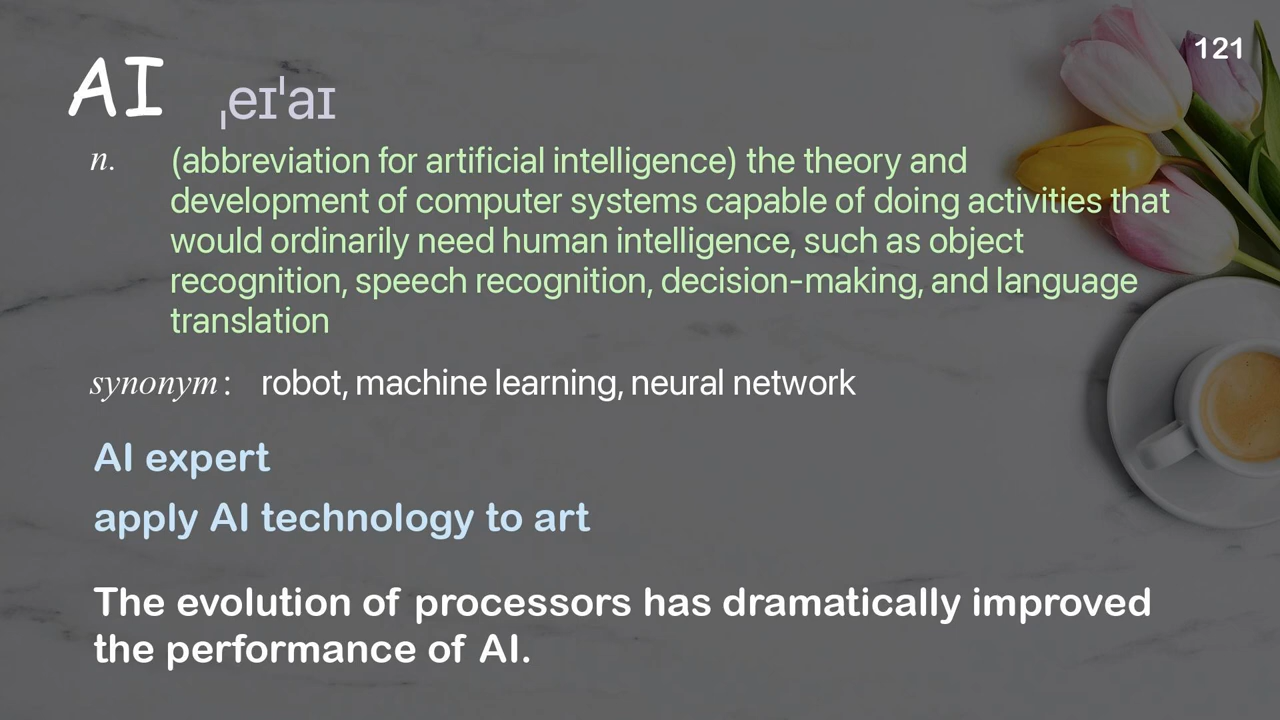 121
AI ˌeɪˈaɪ
n. (abbreviation for artificial intelligence) the theory and
development of computer systems capable of doing activities that
would ordinarily need human intelligence, such as object
recognition, speech recognition, decision-making, and language
translation
synonym: robot, machine learning, neural network
AI expert
apply AI technology to art
The evolution of processors has dramatically improved
the performance of AI.